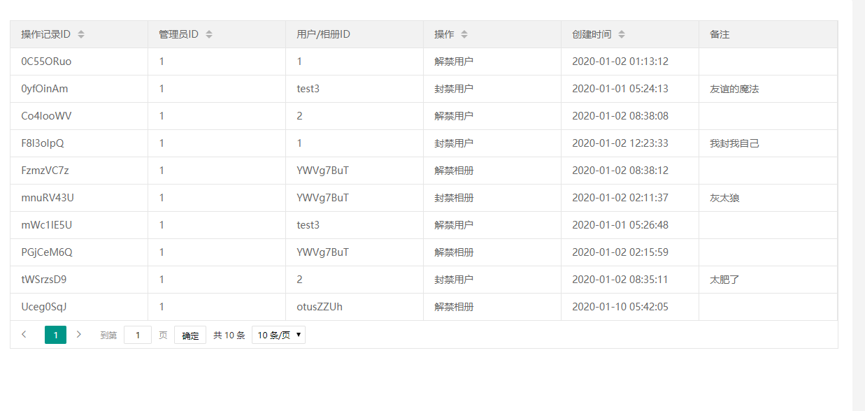 操作记录ID 管理员ID 用户/相册ID 操作 创建时间 备注
0C55ORuo 1 1 解禁用户 2020-01-02 01:13:12
0yfOinAm 1 test3 封禁用户 2020-01-01 05:24:13 友谊的魔法
Co4IooWV 1 2 解禁用户 2020-01-02 08:38:08
F8I3oIpQ 1 1 封禁用户 2020-01-02 12:23:33 我封我自己
FzmzVC7z 1 YWVg7BuT 解禁相册 2020-01-02 08:38:12
mnuRV43U 1 YWVg7BuT 封禁相册 2020-01-02 02:11:37 灰太狼
mWc1IE5U 1 test3 解禁用户 2020-01-01 05:26:48
PGjCeM6Q 1 YWVg7BuT 解禁相册 2020-01-02 02:15:59
tWSrzsD9 1 2 封禁用户 2020-01-02 08:35:11 太肥了
Uceg0SqJ 1 otusZZUh 解禁相册 2020-01-10 05:42:05
1 到第 1 页 确定 共 10 条 10 条/页